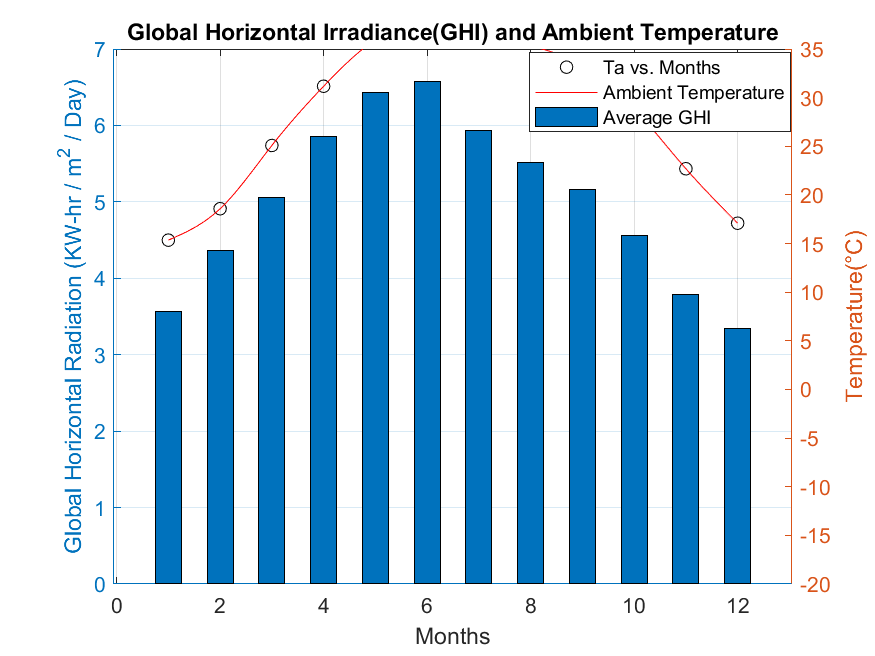 Global Horizontal Irradiance(GHI) and Ambient Temperature
Ta vs. Months
Ambient Temperature
Average GHI
Global Horizontal Radiation (KW-hr / m² / Day)
7
6
5
4
3
2
1
0
35
30
25
20
15
10
5
0
-5
-10
-15
-20
Temperature(°C)
0 2 4 6 8 10 12
Months